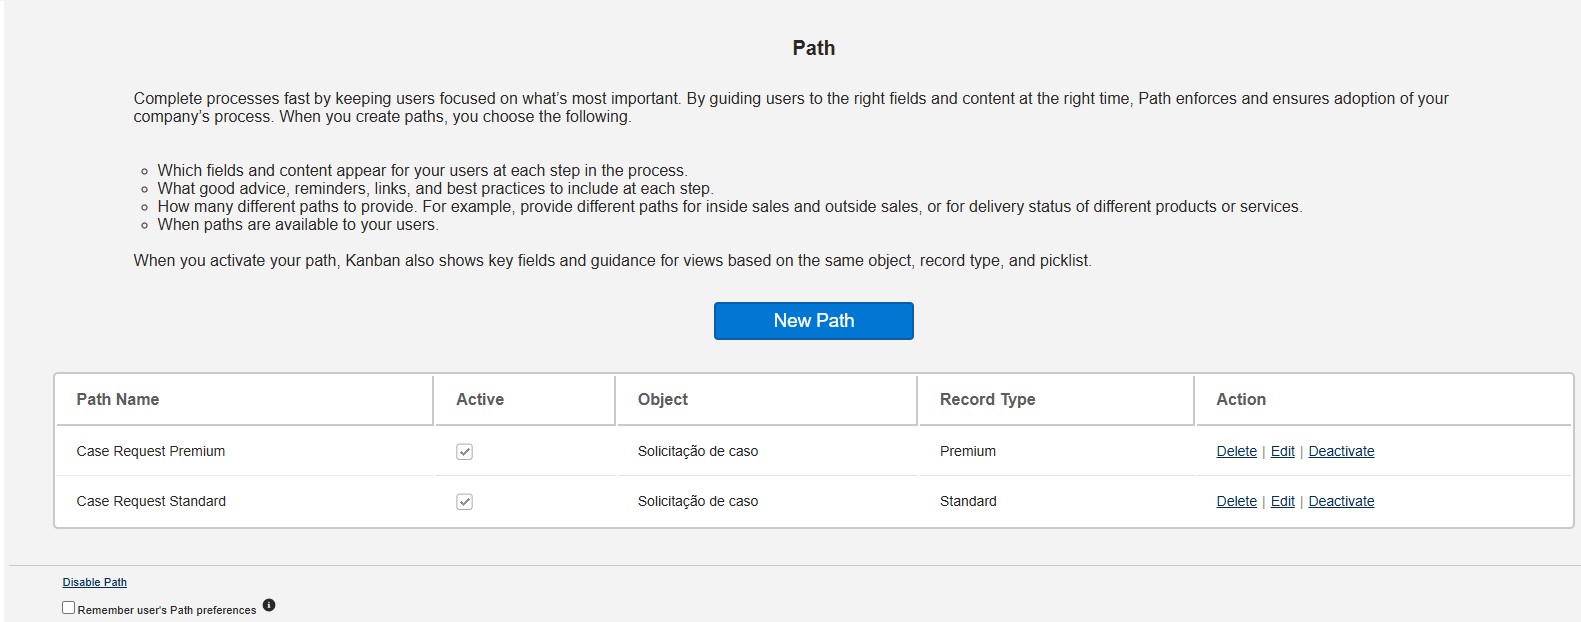 Path
Complete processes fast by keeping users focused on what's most important. By guiding users to the right fields and content at the right time, Path enforces and ensures adoption of your
company's process. When you create paths, you choose the following.
Which fields and content appear for your users at each step in the process.
What good advice, reminders, links, and best practices to include at each step.
How many different paths to provide. For example, provide different paths for inside sales and outside sales, or for delivery status of different products or services.
When paths are available to your users.
When you activate your path, Kanban also shows key fields and guidance for views based on the same object, record type, and picklist.
New Path
Path Name Active Object Record Type Action
Case Request Premium Solicitação de caso Premium Delete | Edit | Deactivate
Case Request Standard Solicitação de caso Standard Delete | Edit | Deactivate
Disable Path
Remember user's Path preferences